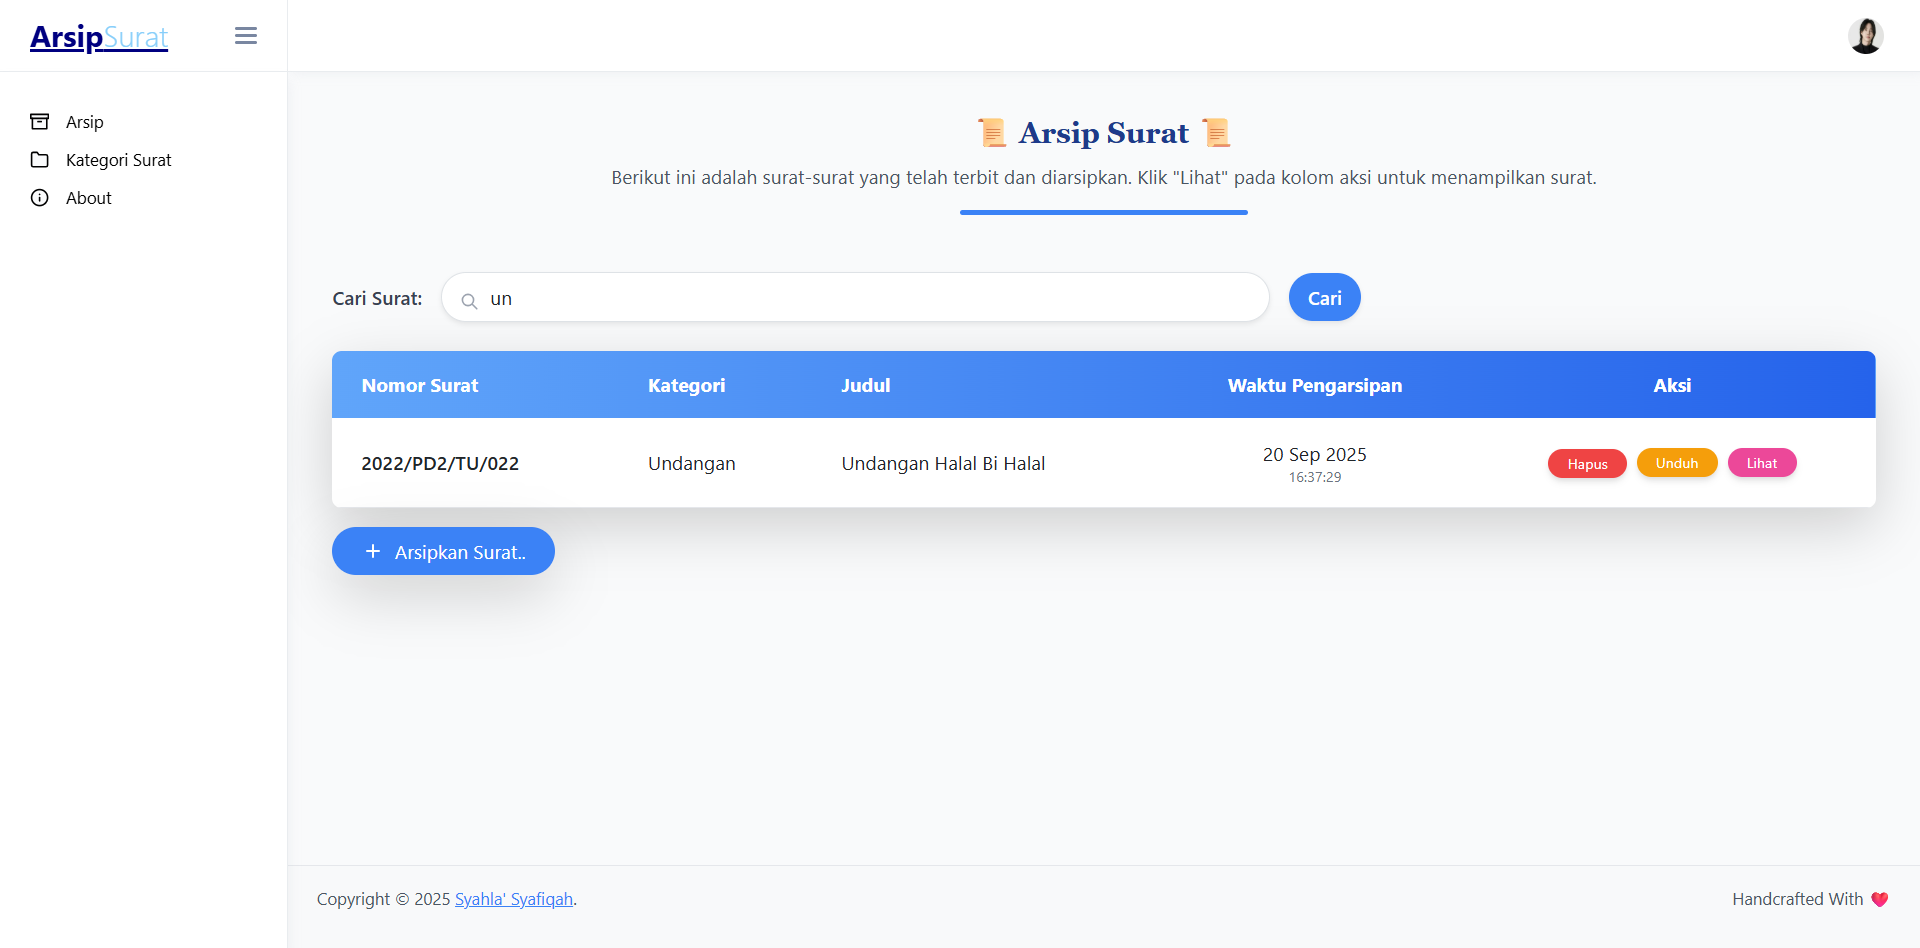 ArsipSurat
Arsip
Kategori Surat
About
📜 Arsip Surat 📜
Berikut ini adalah surat-surat yang telah terbit dan diarsipkan. Klik "Lihat" pada kolom aksi untuk menampilkan surat.
Cari Surat: un Cari
Nomor Surat Kategori Judul Waktu Pengarsipan Aksi
2022/PD2/TU/022 Undangan Undangan Halal Bi Halal 20 Sep 2025 Hapus Unduh Lihat
16:37:29
+ Arsipkan Surat..
Copyright © 2025 Syahla' Syafiqah. Handcrafted With ❤️